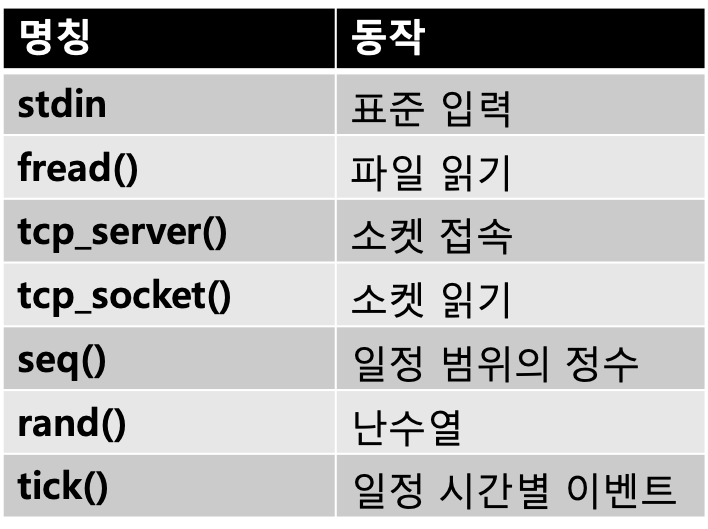 명칭 동작
stdin 표준 입력
fread() 파일 읽기
tcp_server() 소켓 접속
tcp_socket() 소켓 읽기
seq() 일정 범위의 정수
rand() 난수열
tick() 일정 시간별 이벤트